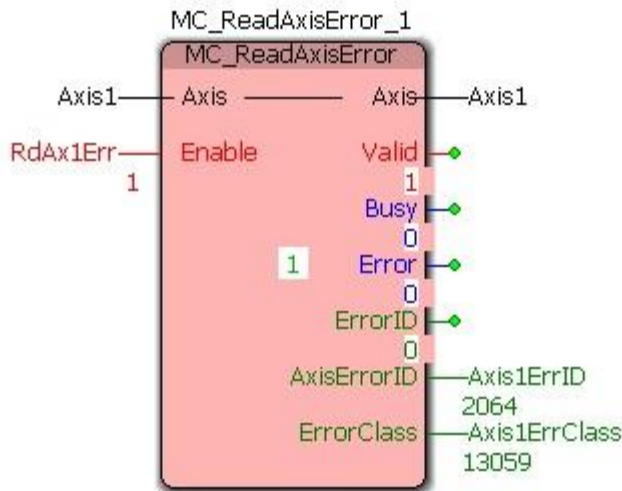 MC_ReadAxisError_1
MC_ReadAxisError
Axis1 Axis Axis Axis1
RdAx1Err Enable Valid
1 1
Busy
0
1 Error
0
ErrorID
0
AxisErrorID Axis1ErrID
2064
ErrorClass Axis1ErrClass
13059